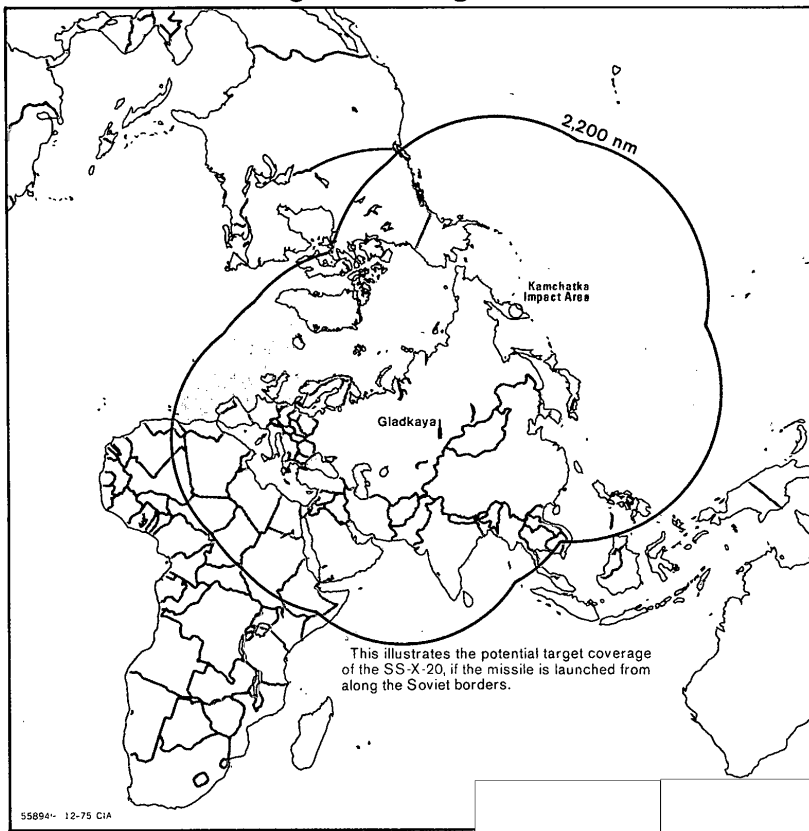 2,200 nm
Kamchatka
Impact Area
Gladkaya
This illustrates the potential target coverage
of the SS-X-20, if the missile is launched from
along the Soviet borders.
12-75 CIA